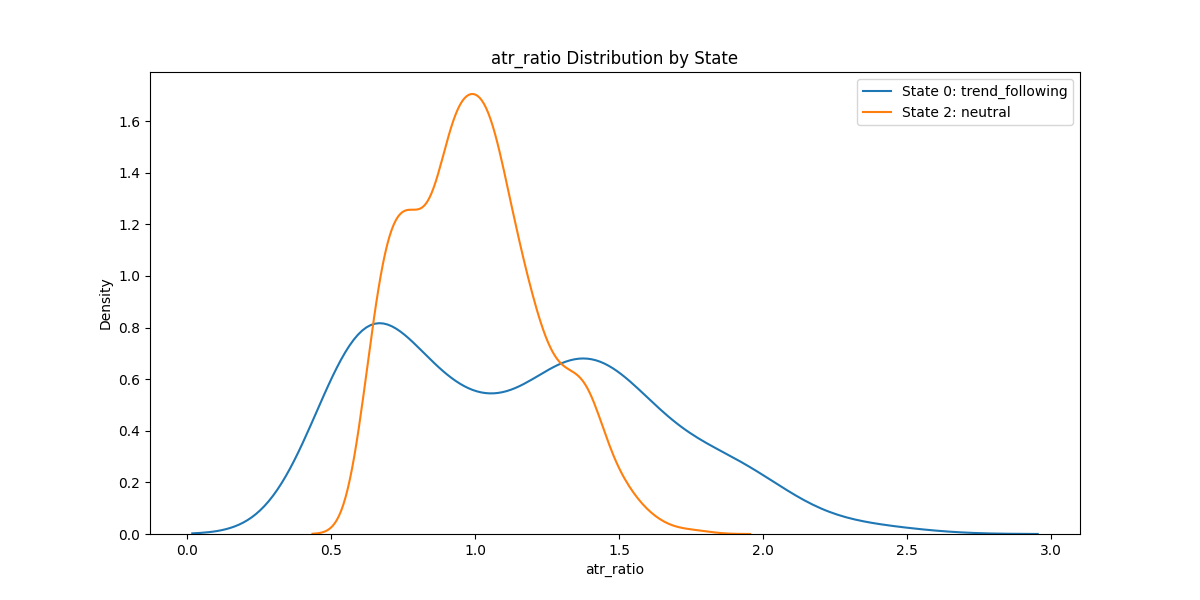 atr_ratio Distribution by State
State 0: trend_following
State 2: neutral
Density
1.6
1.4
1.2
1.0
0.8
0.6
0.4
0.2
0.0
0.0 0.5 1.0 1.5 2.0 2.5 3.0
atr_ratio